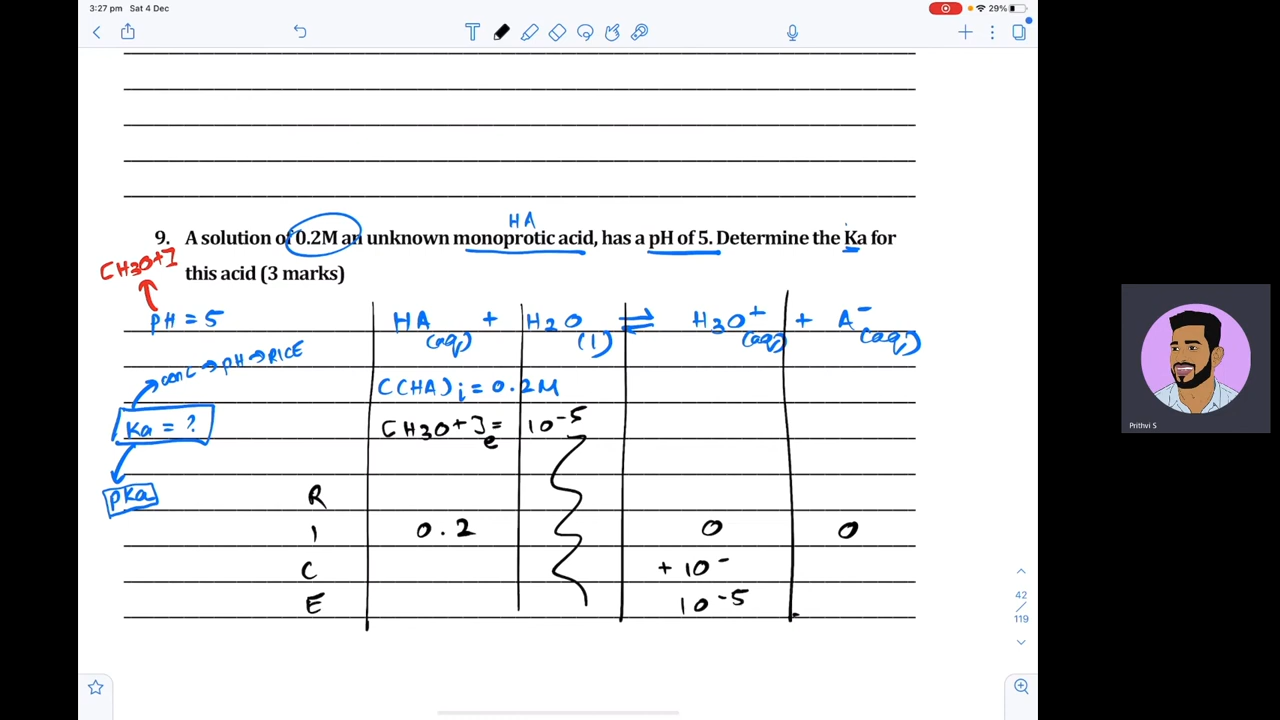 3:27 pm Sat 4 Dec
29%
9. A solution of 0.2M an unknown monoprotic acid, has a pH of 5. Determine the Ka for
this acid (3 marks)
HA
[H3O+]
pH = 5
HA(aq) + H2O(l) ⇌ H3O+(aq) + A-(aq)
conc → pH → RICE
C(HA)i = 0.2M
Ka = ?
[H3O+]e = 10-5
pKa
R
I 0.2 0 0
C + 10-
E 10-5
42
/
119
Prithvi S